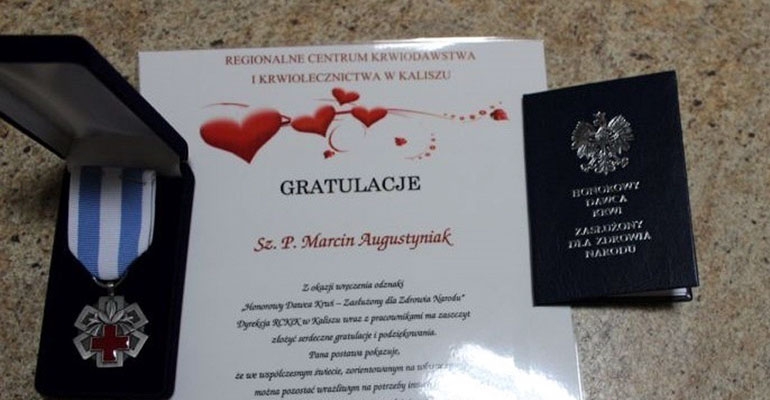 REGIONALNE CENTRUM KRWIODAWSTWA
I KRWIOLECZNICTWA W KALISZU
GRATULACJE
Sz. P. Marcin Augustyniak
Z okazji wręczenia odznaki
„Honorowy Dawca Krwi – Zasłużony dla Zdrowia Narodu”
Dyrekcja RCKiK w Kaliszu wraz z pracownikami ma zaszczyt
złożyć serdeczne gratulacje i podziękowania.
Pana postawa pokazuje,
że we współczesnym świecie, zorientowanym na
można pozostać wrażliwym na potrzeby
HONOROWY
DAWCA
KRWI
ZASŁUŻONY
DLA ZDROWIA
NARODU